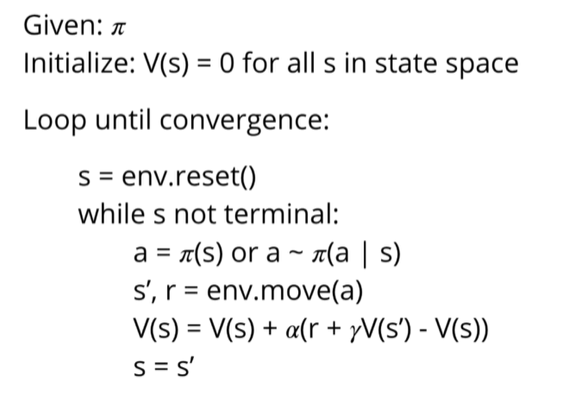 Given: π
Initialize: V(s) = 0 for all s in state space
Loop until convergence:
s = env.reset()
while s not terminal:
a = π(s) or a ~ π(a | s)
s’, r = env.move(a)
V(s) = V(s) + α(r + γV(s’) - V(s))
s = s’